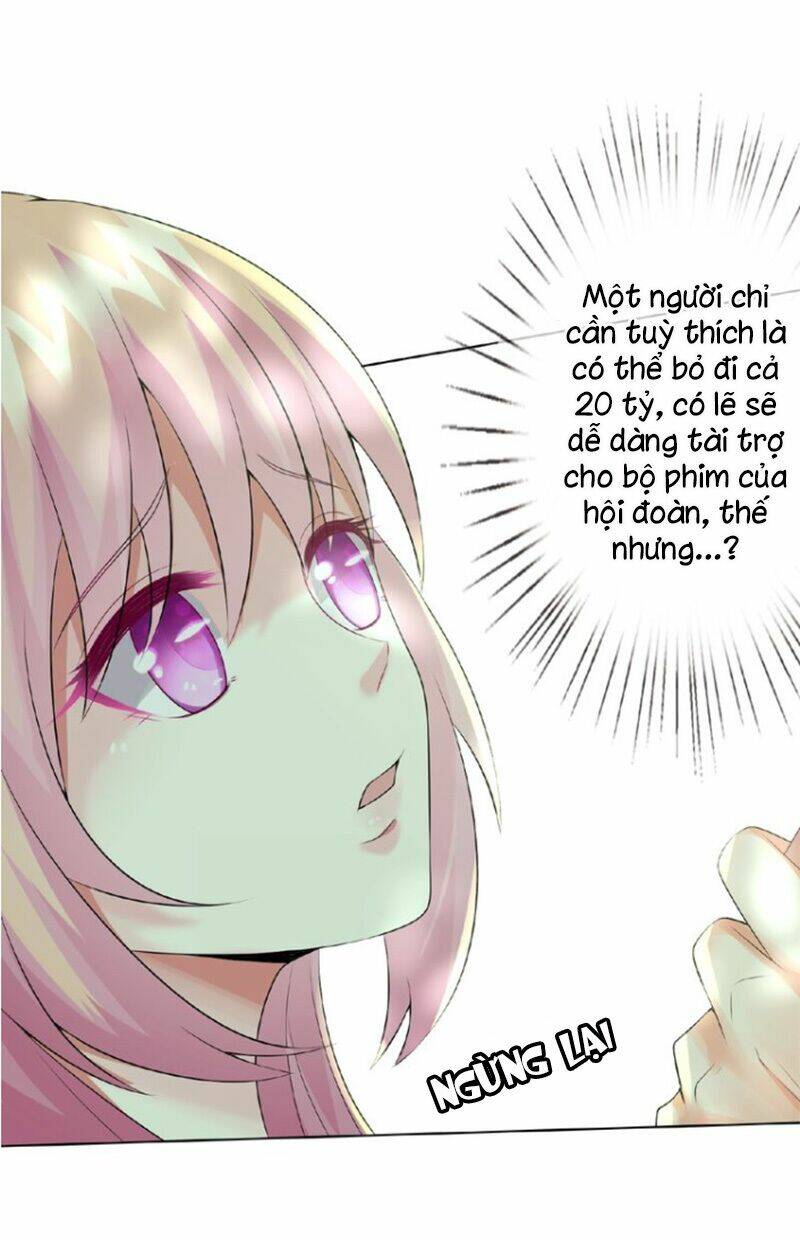 Một người chỉ
cần tuỳ thích là
có thể bỏ đi cả
20 tỷ, có lẽ sẽ
dễ dàng tài trợ
cho bộ phim của
hội đoàn, thế
nhưng...?
NGỪNG LẠI